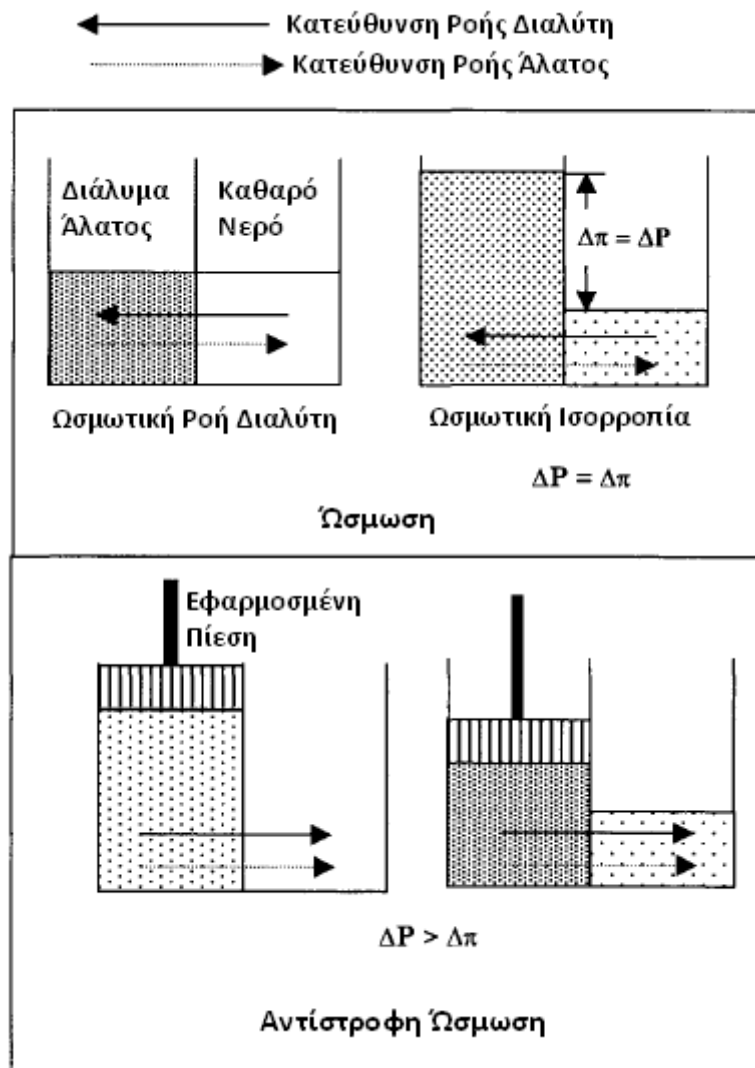 Κατεύθυνση Ροής Διαλύτη
Κατεύθυνση Ροής Άλατος
Διάλυμα
Άλατος
Καθαρό
Νερό
Δπ = ΔP
Ωσμωτική Ροή Διαλύτη
Ωσμωτική Ισορροπία
ΔP = Δπ
Ώσμωση
Εφαρμοσμένη
Πίεση
ΔP > Δπ
Αντίστροφη Ώσμωση